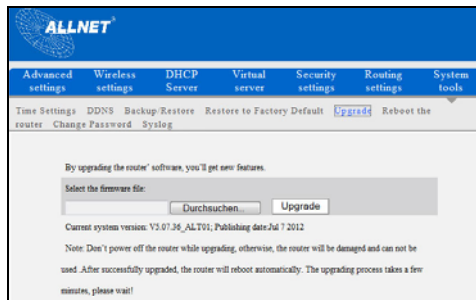 ALLNET
Advanced settings Wireless settings DHCP Server Virtual server Security settings Routing settings System tools
Time Settings DDNS Backup/Restore Restore to Factory Default Upgrade Reboot the
router Change Password Syslog
By upgrading the router' software, you'll get new features.
Select the firmware file:
Durchsuchen... Upgrade
Current system version: V5.07.36_ALT01; Publishing date:Jul 7 2012
Note: Don't power off the router while upgrading, otherwise, the router will be damaged and can not be
used .After successfully upgraded, the router will reboot automatically. The upgrading process takes a few
minutes, please wait!